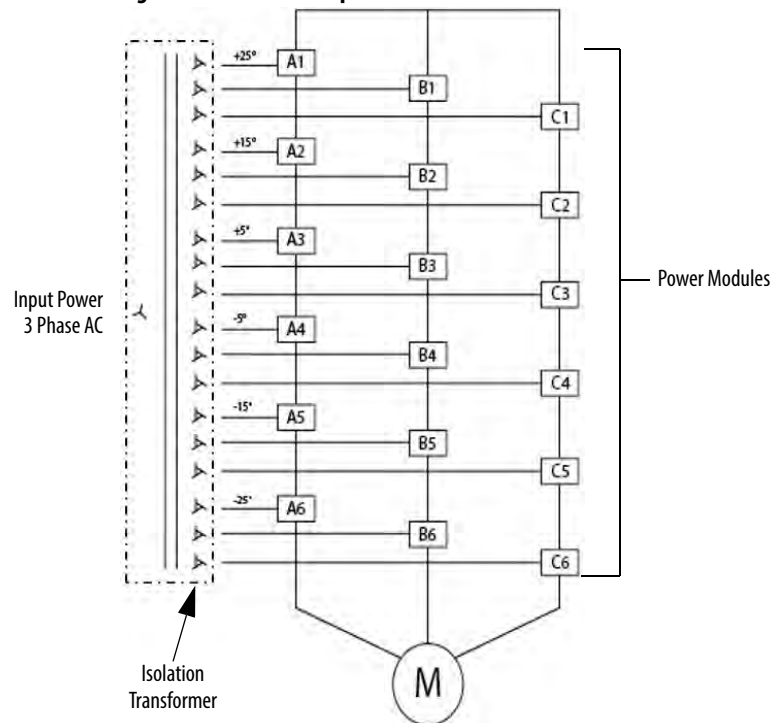 +25°
A1
B1
C1
+15°
A2
B2
C2
+5°
A3
B3
C3
Input Power
3 Phase AC
Power Modules
-5°
A4
B4
C4
-15°
A5
B5
C5
-25°
A6
B6
C6
Isolation
Transformer
M